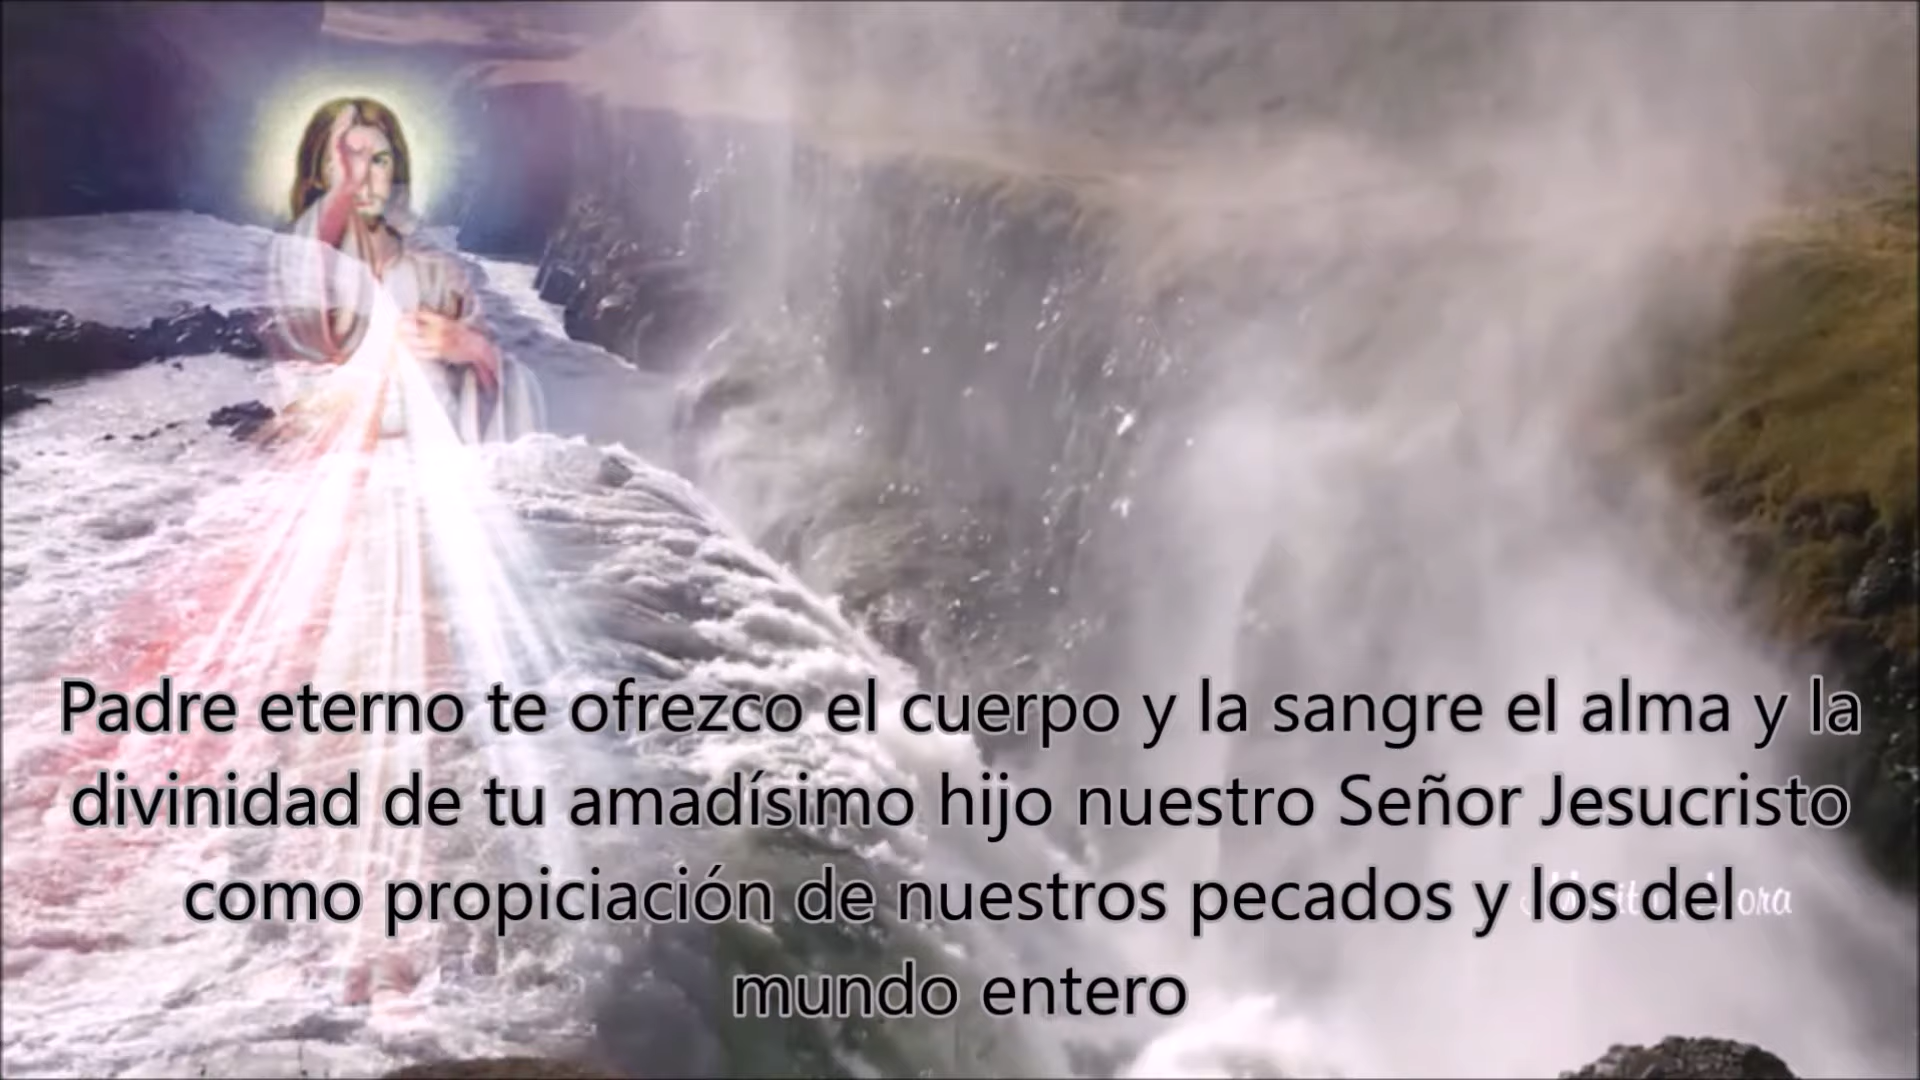 Padre eterno te ofrezco el cuerpo y la sangre el alma y la
divinidad de tu amadísimo hijo nuestro Señor Jesucristo
como propiciación de nuestros pecados y los del
mundo entero